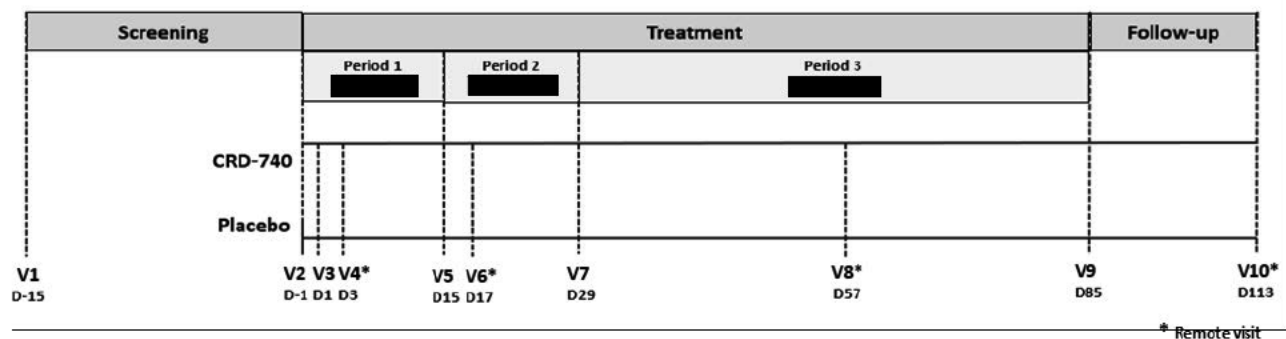 Screening Treatment Follow-up
Period 1 Period 2 Period 3
CRD-740
Placebo
V1 V2 V3 V4* V5 V6* V7 V8* V9 V10*
D-15 D-1 D1 D3 D15 D17 D29 D57 D85 D113
* Remote visit